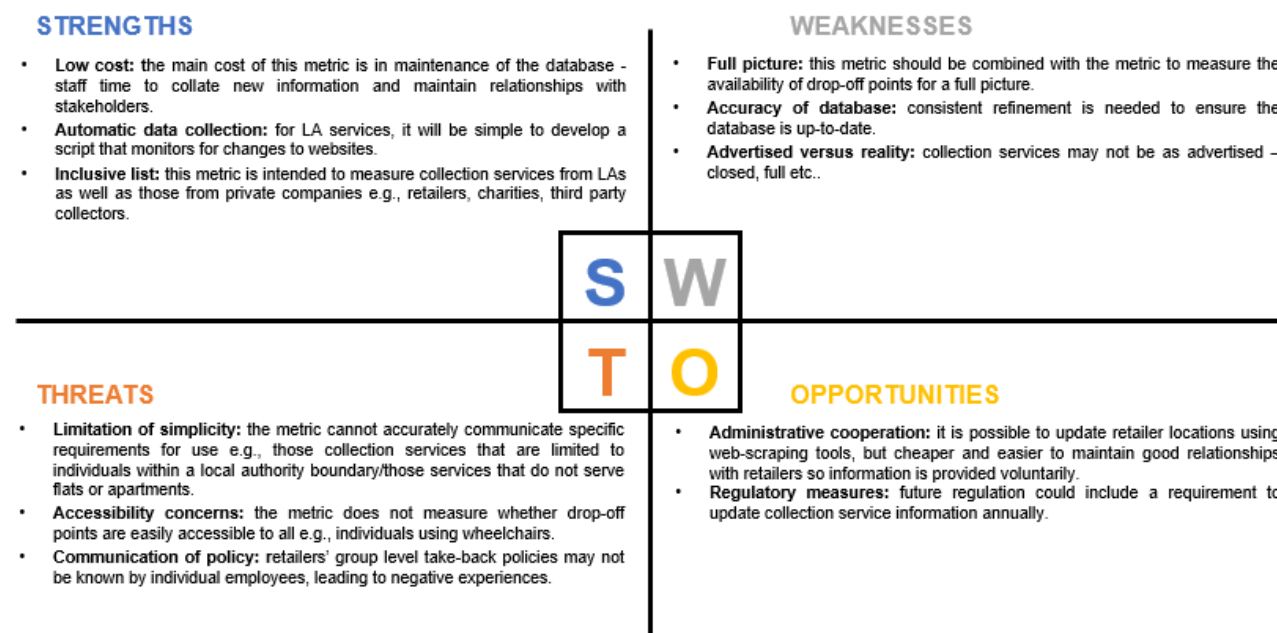 STRENGTHS
• Low cost: the main cost of this metric is in maintenance of the database -
staff time to collate new information and maintain relationships with
stakeholders.
• Automatic data collection: for LA services, it will be simple to develop a
script that monitors for changes to websites.
• Inclusive list: this metric is intended to measure collection services from LAs
as well as those from private companies e.g., retailers, charities, third party
collectors.
WEAKNESSES
• Full picture: this metric should be combined with the metric to measure the
availability of drop-off points for a full picture.
• Accuracy of database: consistent refinement is needed to ensure the
database is up-to-date.
• Advertised versus reality: collection services may not be as advertised –
closed, full etc..
S W
T O
THREATS
• Limitation of simplicity: the metric cannot accurately communicate specific
requirements for use e.g., those collection services that are limited to
individuals within a local authority boundary/those services that do not serve
flats or apartments.
• Accessibility concerns: the metric does not measure whether drop-off
points are easily accessible to all e.g., individuals using wheelchairs.
• Communication of policy: retailers' group level take-back policies may not
be known by individual employees, leading to negative experiences.
OPPORTUNITIES
• Administrative cooperation: it is possible to update retailer locations using
web-scraping tools, but cheaper and easier to maintain good relationships
with retailers so information is provided voluntarily.
• Regulatory measures: future regulation could include a requirement to
update collection service information annually.